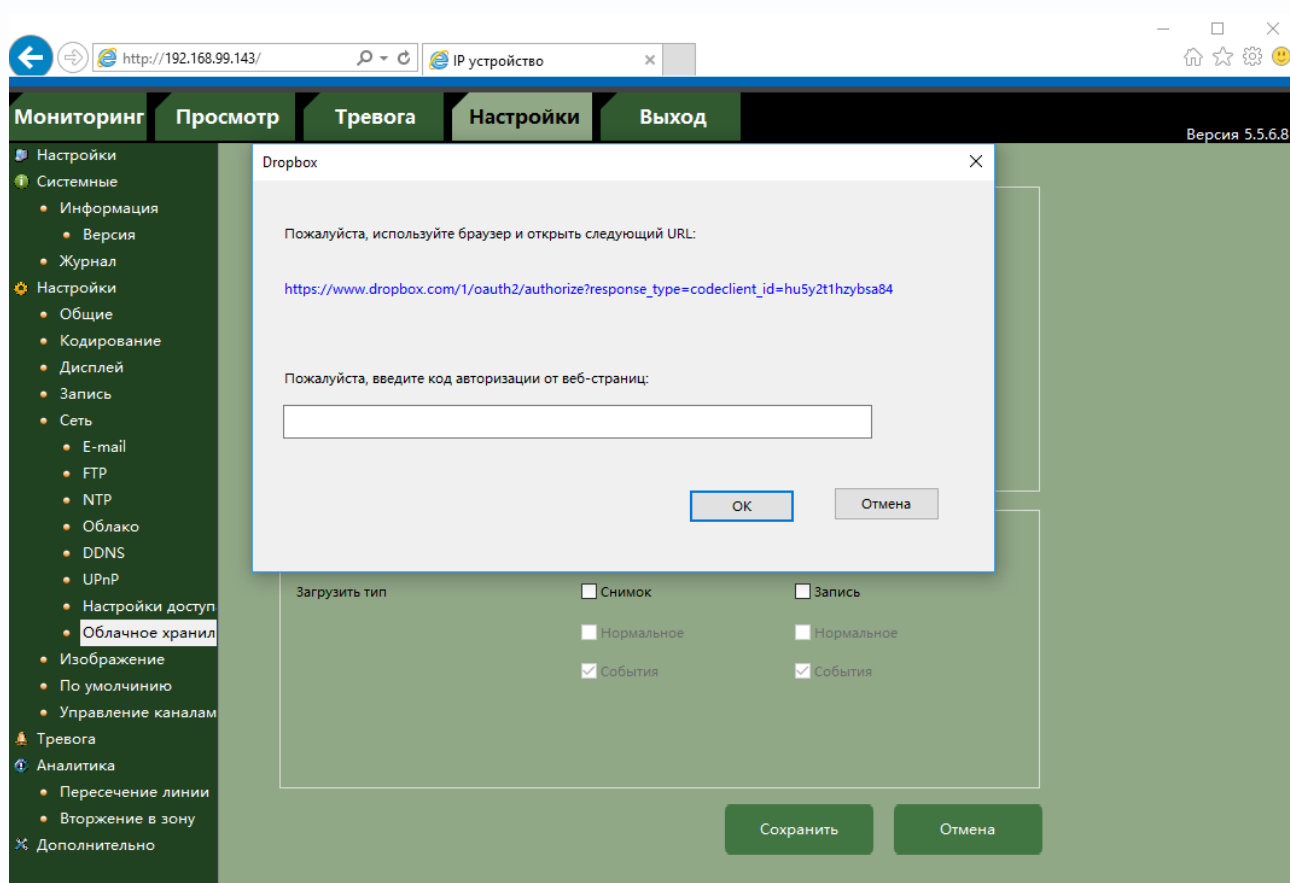 http://192.168.99.143/
IP устройство
Мониторинг Просмотр Тревога Настройки Выход
Версия 5.5.6.8
Настройки
Системные
Информация
Версия
Журнал
Настройки
Общие
Кодирование
Дисплей
Запись
Сеть
E-mail
FTP
NTP
Облако
DDNS
UPnP
Настройки доступ
Облачное хранил
Изображение
По умолчанию
Управление каналам
Тревога
Аналитика
Пересечение линии
Вторжение в зону
Дополнительно
Dropbox
Пожалуйста, используйте браузер и открыть следующий URL:
https://www.dropbox.com/1/oauth2/authorize?response_type=codeclient_id=hu5y2t1hzybsa84
Пожалуйста, введите код авторизации от веб-страниц:
OK Отмена
Загрузить тип Снимок Запись
Нормальное Нормальное
События События
Сохранить Отмена